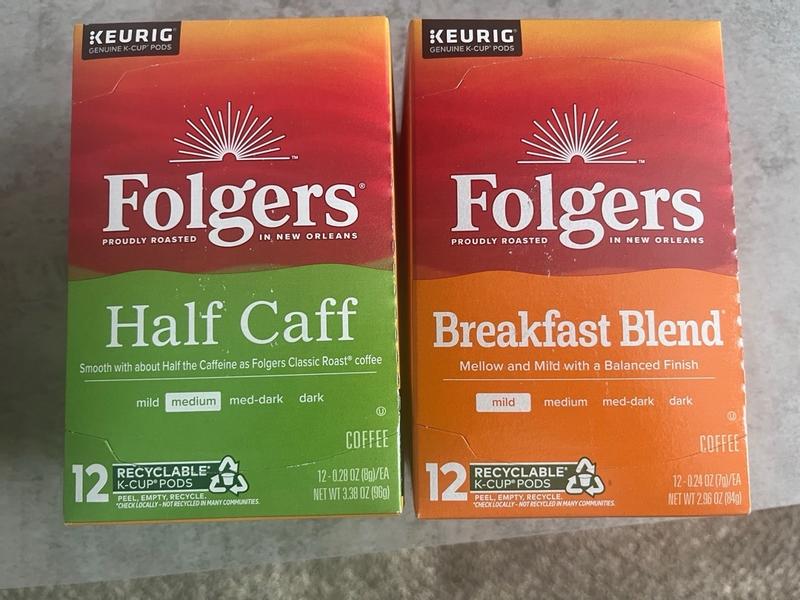 KEURIG®
GENUINE K-CUP® PODS
Folgers®
PROUDLY ROASTED IN NEW ORLEANS
Half Caff
Smooth with about Half the Caffeine as Folgers Classic Roast® coffee
mild medium med-dark dark
COFFEE
12 RECYCLABLE*
K-CUP® PODS
PEEL, EMPTY, RECYCLE.
*CHECK LOCALLY - NOT RECYCLED IN MANY COMMUNITIES.
12 - 0.28 OZ (8g)/EA
NET WT 3.38 OZ (96g)
KEURIG®
GENUINE K-CUP® PODS
Folgers®
PROUDLY ROASTED IN NEW ORLEANS
Breakfast Blend
Mellow and Mild with a Balanced Finish
mild medium med-dark dark
COFFEE
12 RECYCLABLE*
K-CUP® PODS
PEEL, EMPTY, RECYCLE.
*CHECK LOCALLY - NOT RECYCLED IN MANY COMMUNITIES.
12 - 0.24 OZ (7g)/EA
NET WT 2.96 OZ (84g)